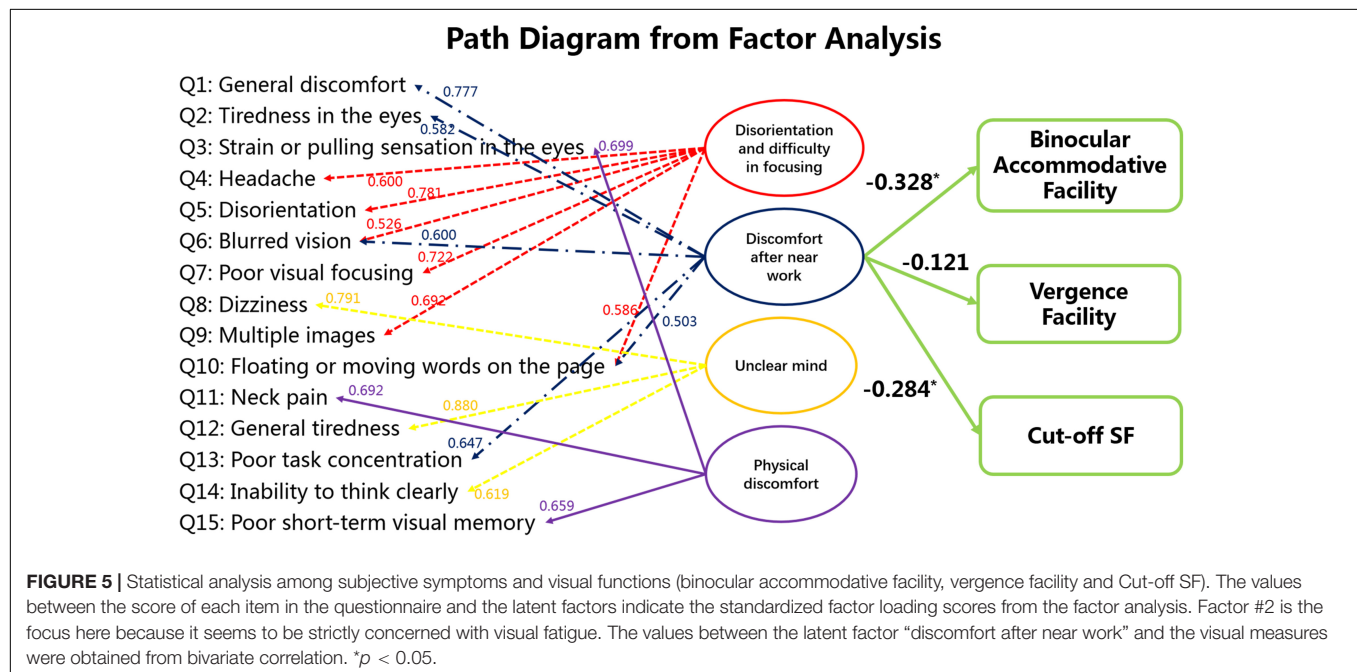 Path Diagram from Factor Analysis
Q1: General discomfort
Q2: Tiredness in the eyes
Q3: Strain or pulling sensation in the eyes
Q4: Headache
Q5: Disorientation
Q6: Blurred vision
Q7: Poor visual focusing
Q8: Dizziness
Q9: Multiple images
Q10: Floating or moving words on the page
Q11: Neck pain
Q12: General tiredness
Q13: Poor task concentration
Q14: Inability to think clearly
Q15: Poor short-term visual memory
0.777
0.582
0.699
0.600
0.781
0.526
0.600
0.722
0.692
0.791
0.586
0.503
0.692
0.880
0.647
0.619
0.659
Disorientation
and difficulty
in focusing
Discomfort
after near
work
Unclear mind
Physical
discomfort
-0.328*
-0.121
-0.284*
Binocular
Accommodative
Facility
Vergence
Facility
Cut-off SF
FIGURE 5 | Statistical analysis among subjective symptoms and visual functions (binocular accommodative facility, vergence facility and Cut-off SF). The values
between the score of each item in the questionnaire and the latent factors indicate the standardized factor loading scores from the factor analysis. Factor #2 is the
focus here because it seems to be strictly concerned with visual fatigue. The values between the latent factor “discomfort after near work” and the visual measures
were obtained from bivariate correlation. *p < 0.05.